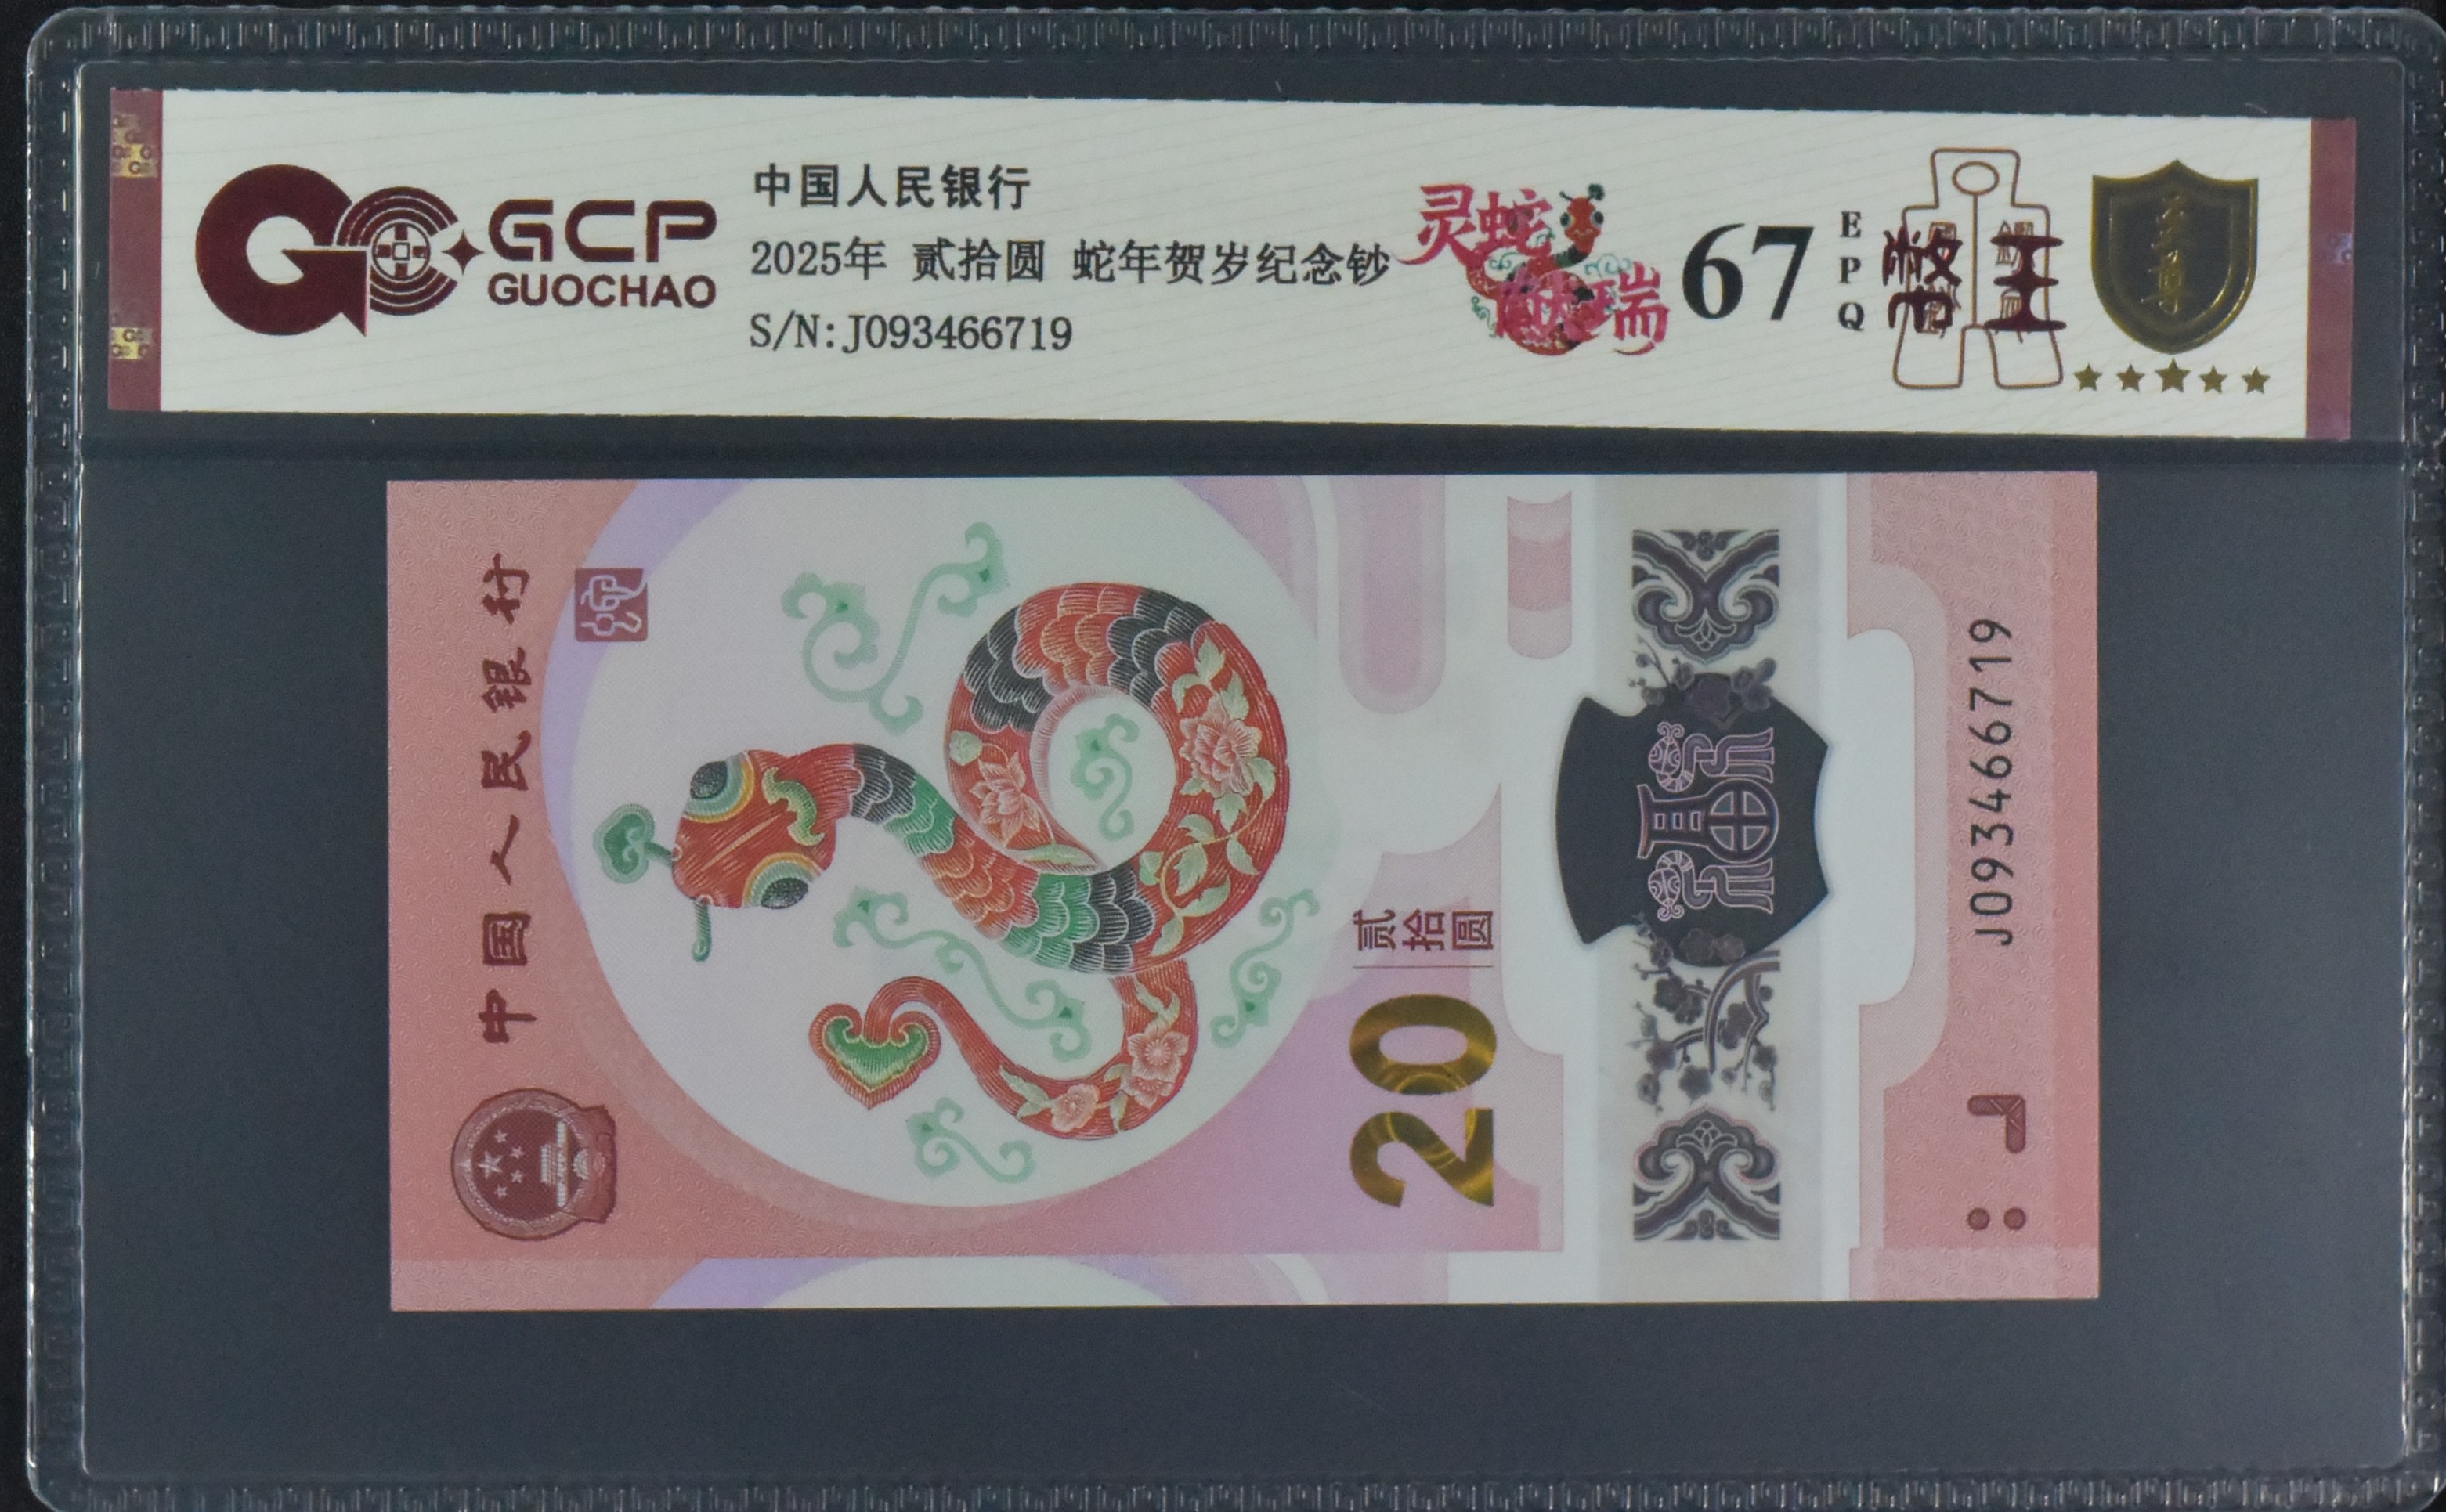 GCP
GUOCHAO
中国人民银行
2025年 贰拾圆 蛇年贺岁纪念钞
S/N:J093466719
灵蛇
献瑞
67
E
P
Q
至尊
中国人民银行
贰拾圆
20
J093466719